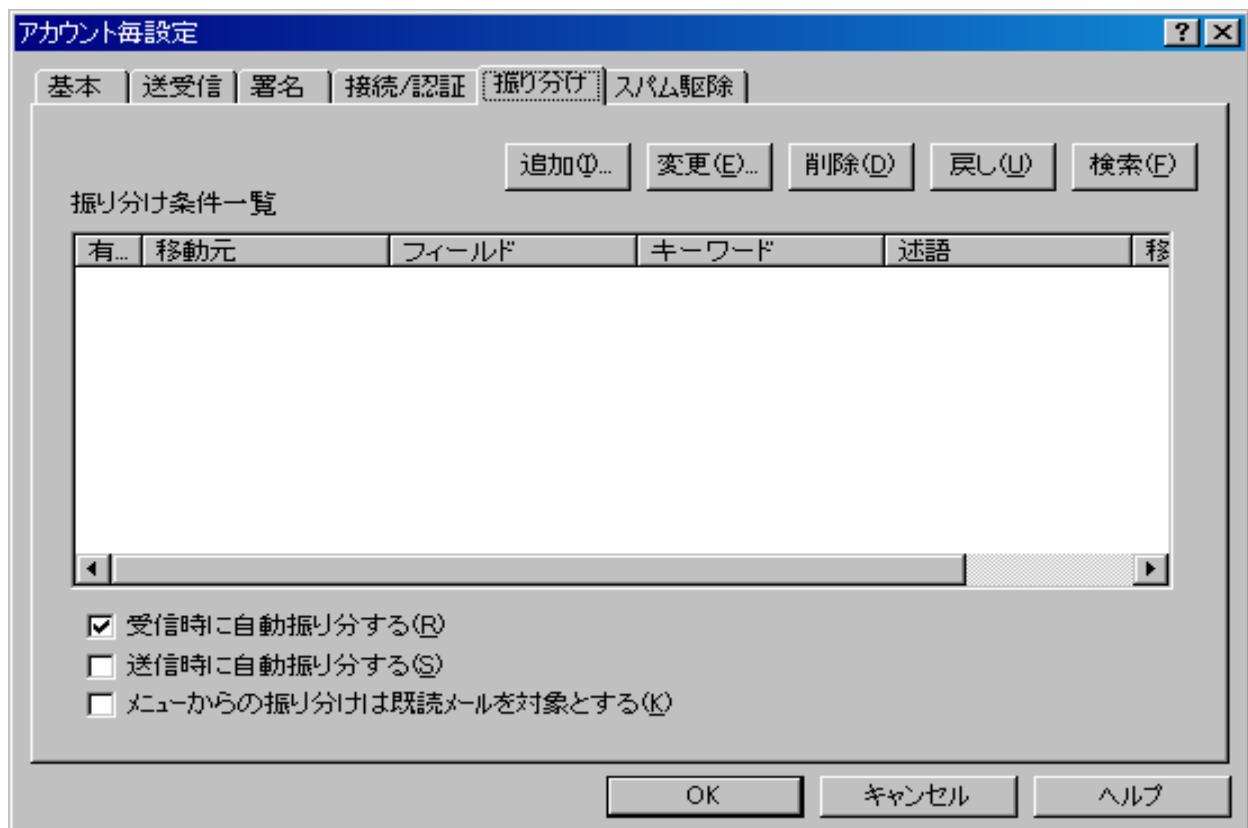 アカウント毎設定
基本 送受信 署名 接続/認証 振り分け スパム駆除
追加(I)... 変更(E)... 削除(D) 戻し(U) 検索(F)
振り分け条件一覧
有... 移動元 フィールド キーワード 述語 移
受信時に自動振り分する(R)
送信時に自動振り分する(S)
メニューからの振り分けは既読メールを対象とする(K)
OK キャンセル ヘルプ